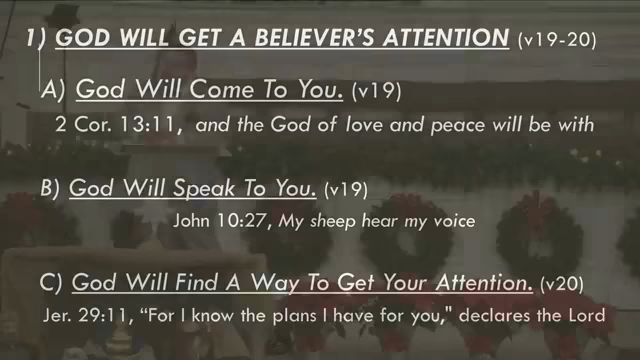 1) GOD WILL GET A BELIEVER'S ATTENTION (v19-20)
A) God Will Come To You. (v19)
2 Cor. 13:11, and the God of love and peace will be with
B) God Will Speak To You. (v19)
John 10:27, My sheep hear my voice
C) God Will Find A Way To Get Your Attention. (v20)
Jer. 29:11, “For I know the plans I have for you," declares the Lord